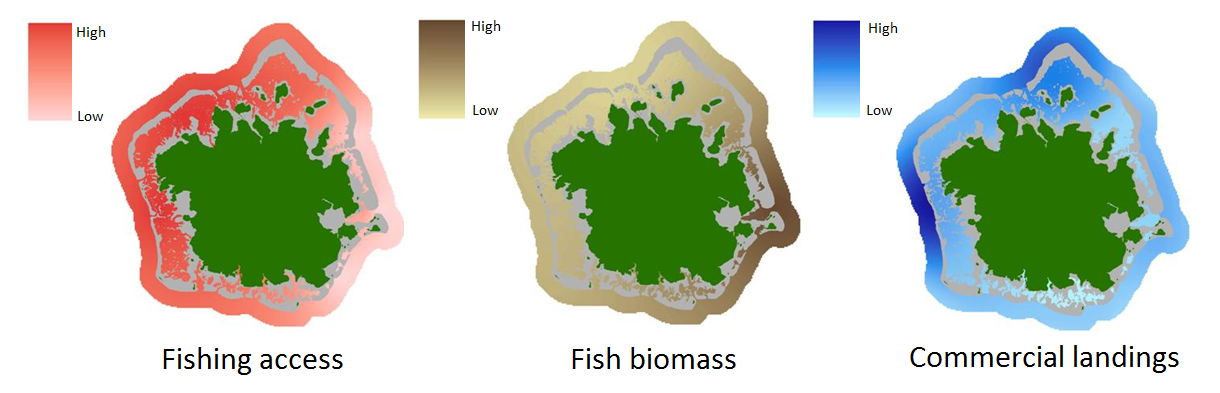 High
Low
Fishing access
High
Low
Fish biomass
High
Low
Commercial landings